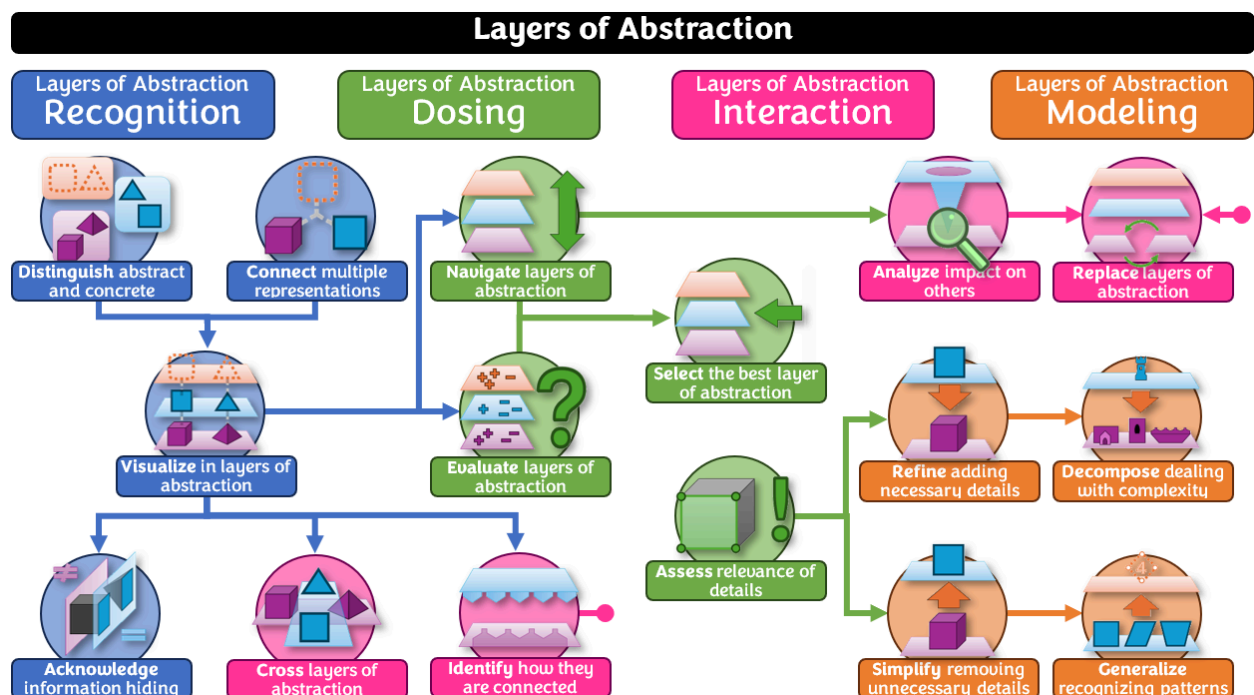 Layers of Abstraction
Layers of Abstraction
Recognition
Layers of Abstraction
Dosing
Layers of Abstraction
Interaction
Layers of Abstraction
Modeling
Distinguish abstract
and concrete
Connect multiple
representations
Navigate layers of
abstraction
Analyze impact on
others
Replace layers of
abstraction
Select the best layer
of abstraction
Visualize in layers of
abstraction
Evaluate layers of
abstraction
Refine adding
necessary details
Decompose dealing
with complexity
Assess relevance of
details
Acknowledge
information hiding
Cross layers of
abstraction
Identify how they
are connected
Simplify removing
unnecessary details
4
Generalize
recognizing patterns